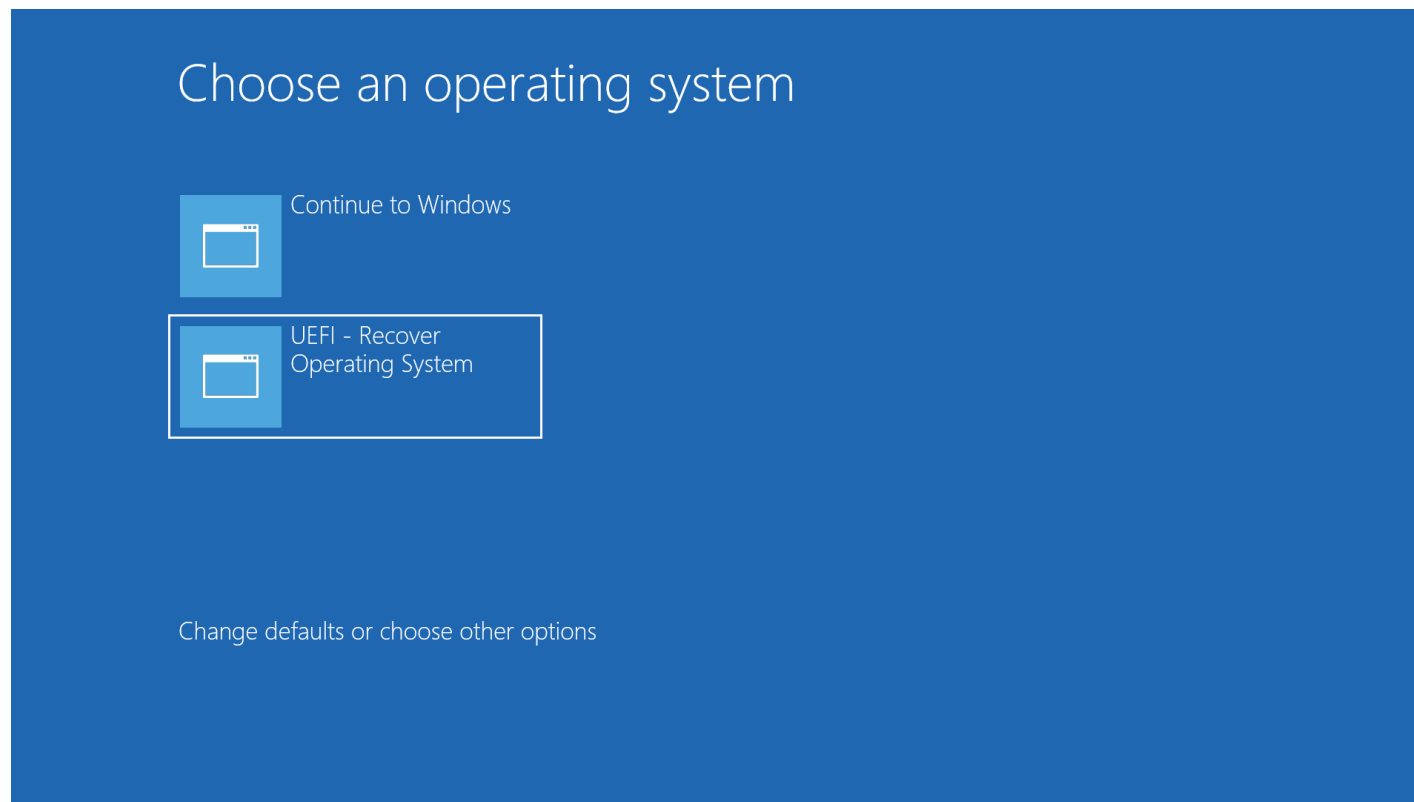 Choose an operating system
Continue to Windows
UEFI - Recover
Operating System
Change defaults or choose other options